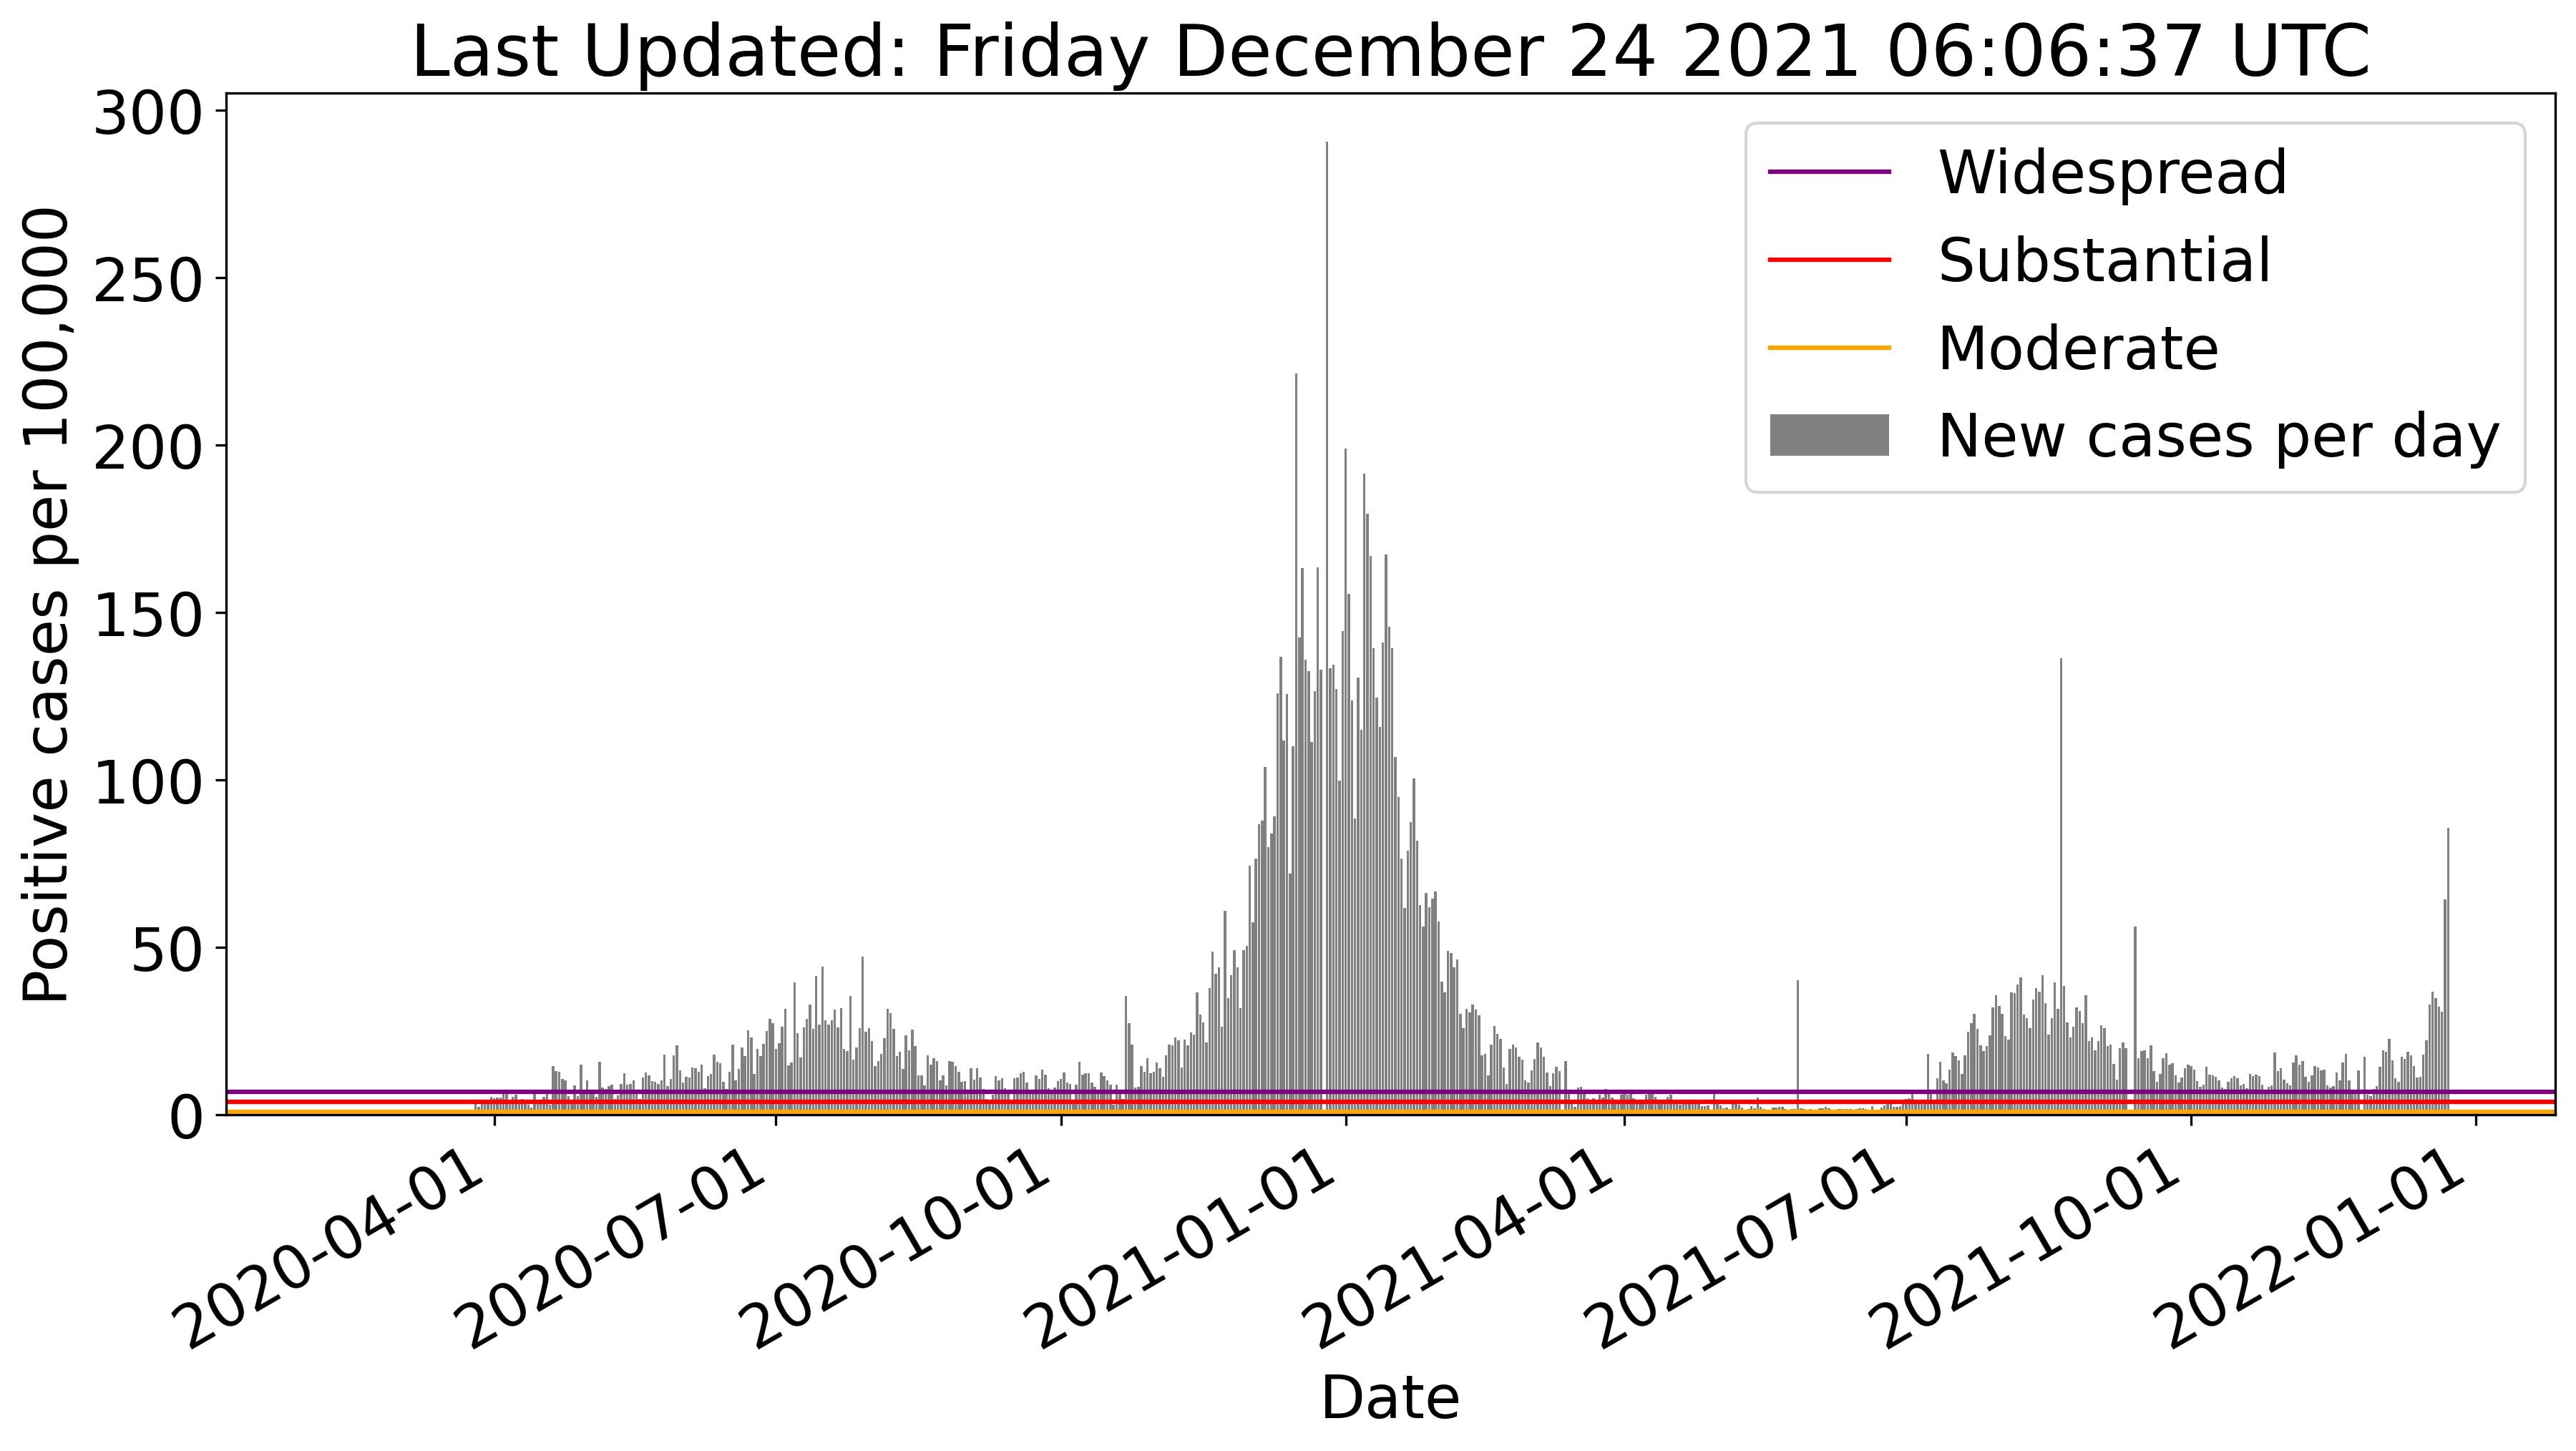 Last Updated: Friday December 24 2021 06:06:37 UTC
Positive cases per 100,000
300
250
200
150
100
50
0
Widespread
Substantial
Moderate
New cases per day
2020-04-01
2020-07-01
2020-10-01
2021-01-01
2021-04-01
2021-07-01
2021-10-01
2022-01-01
Date